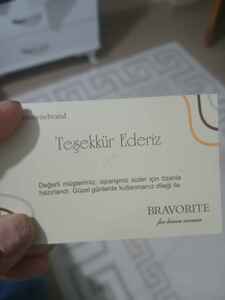 Teşekkür Ederiz
Değerli müşterimiz, siparişiniz sizler için özenle
hazırlandı. Güzel günlerde kullanmanız dileği ile
BRAVORITE